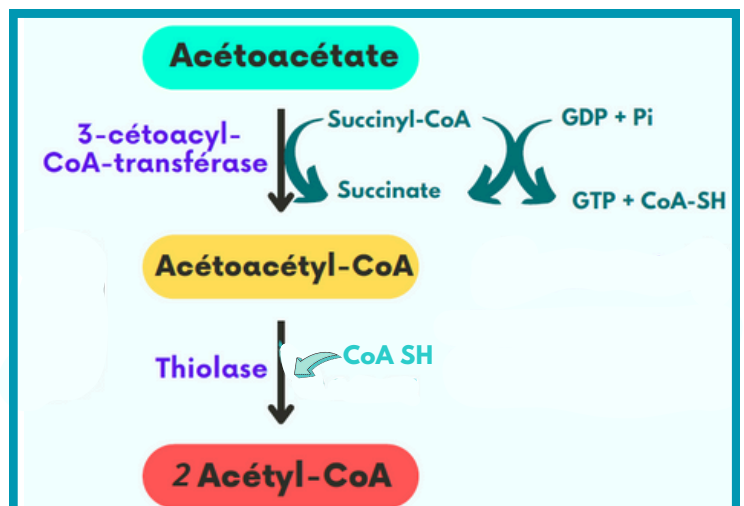 Acétoacétate
3-cétoacyl-
CoA-transférase
Succinyl-CoA
GDP + Pi
Succinate
GTP + CoA-SH
Acétoacétyl-CoA
Thiolase
CoA SH
2 Acétyl-CoA